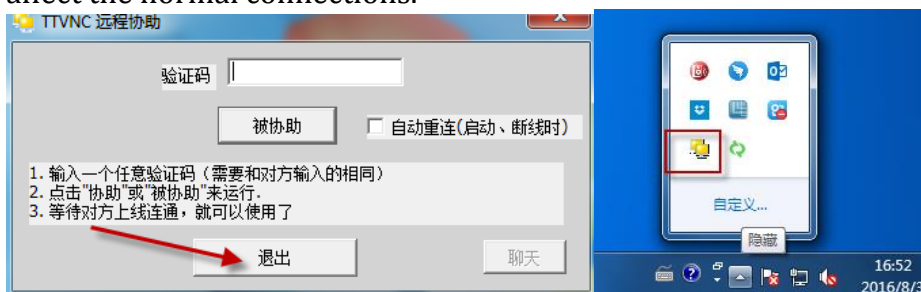 affect the normal connections.
TTVNC 远程协助
验证码
被协助
自动重连(启动、断线时)
1. 输入一个任意验证码（需要和对方输入的相同）
2. 点击"协助"或"被协助"来运行.
3. 等待对方上线连通，就可以使用了
退出
聊天
自定义...
隐藏
16:52